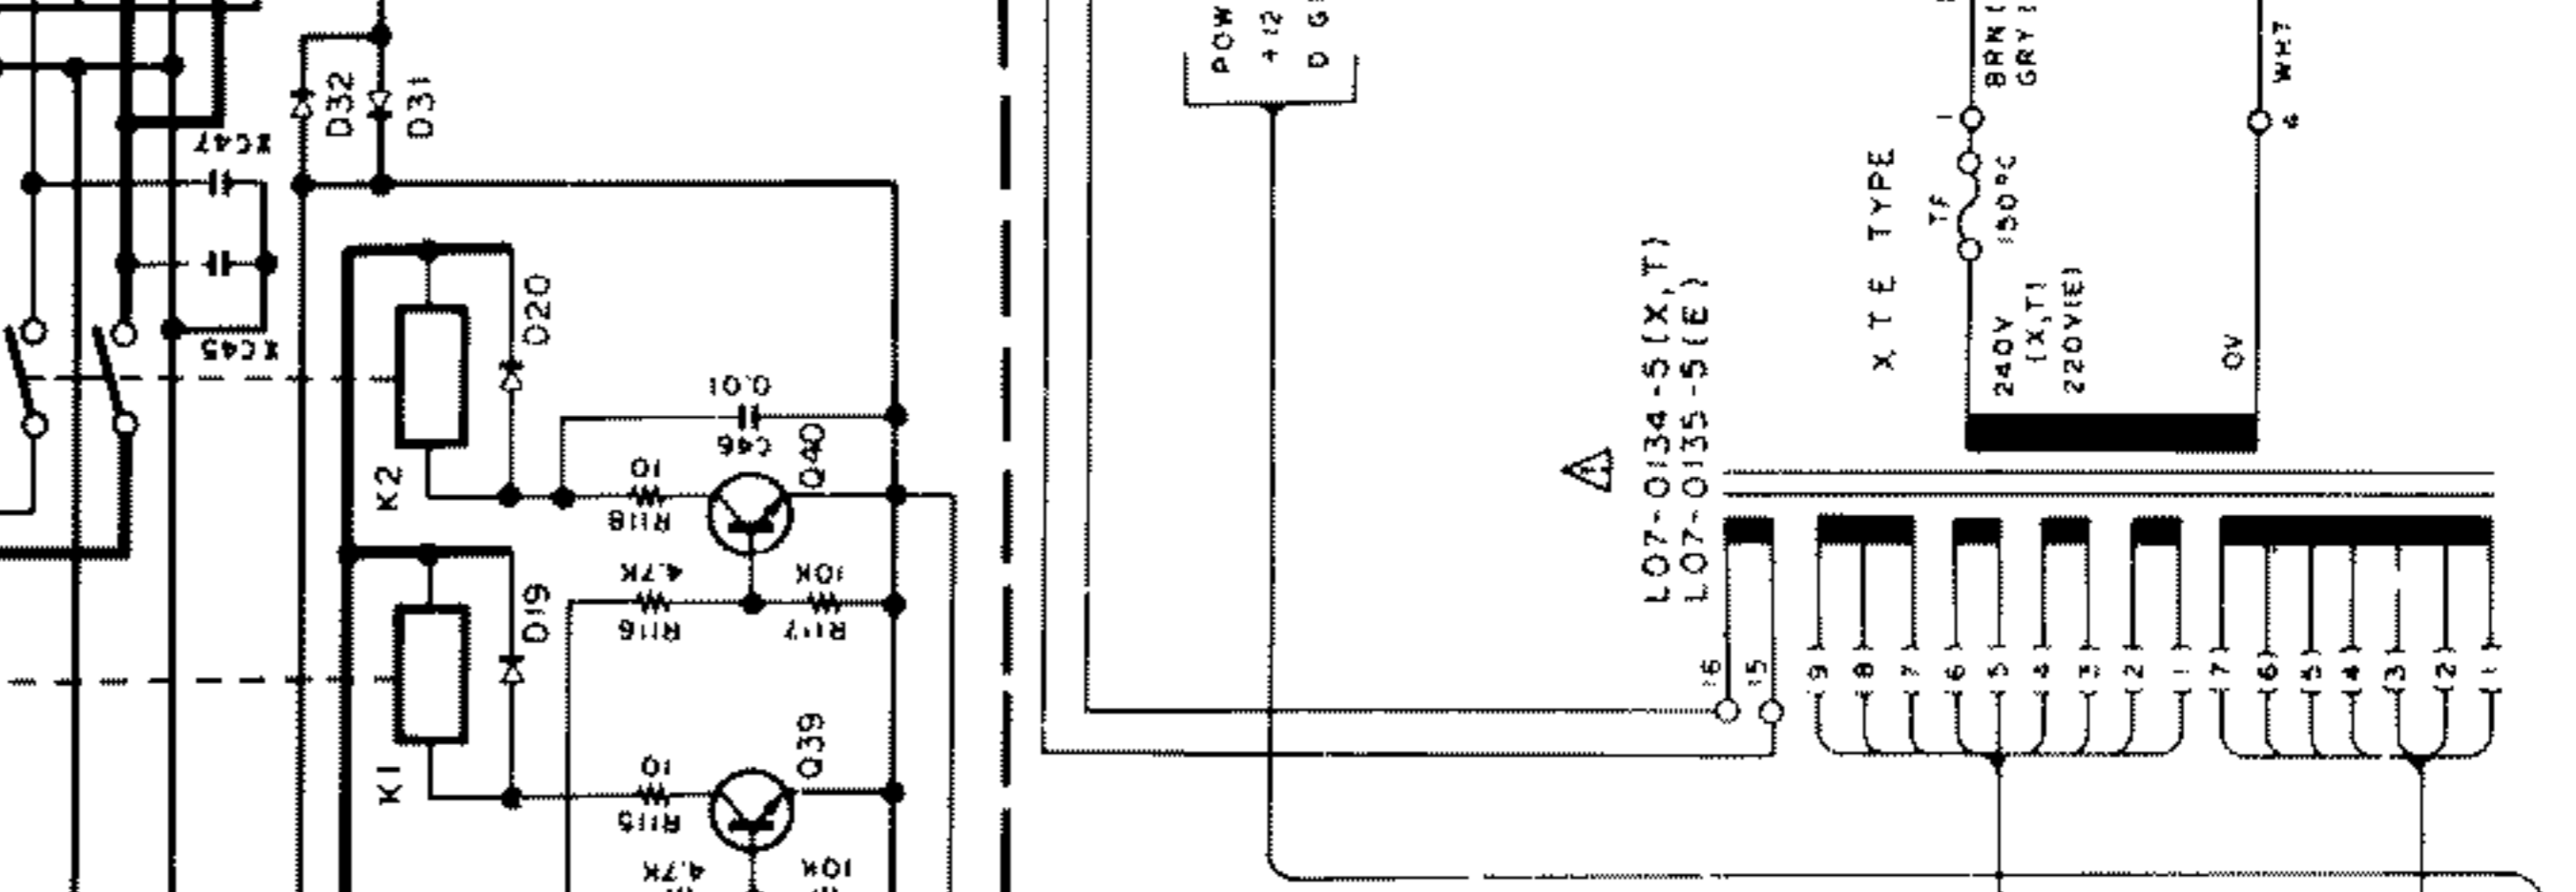 D32
D31
C47
C45
D20
K2
0.01
C46
Q40
10
R118
4.7K
10K
R116
R117
D19
K1
10
R115
Q39
4.7K
10K
POW
+12
D G
L07-0134-5(X,T)
L07-0135-5(E)
X T E TYPE
TF
150°C
1
BRN(
GRY(
WHT
240V
(X,T)
220V(E)
0V
16
15
9
8
7
6
5
4
3
2
1
7
6
5
4
3
2
1